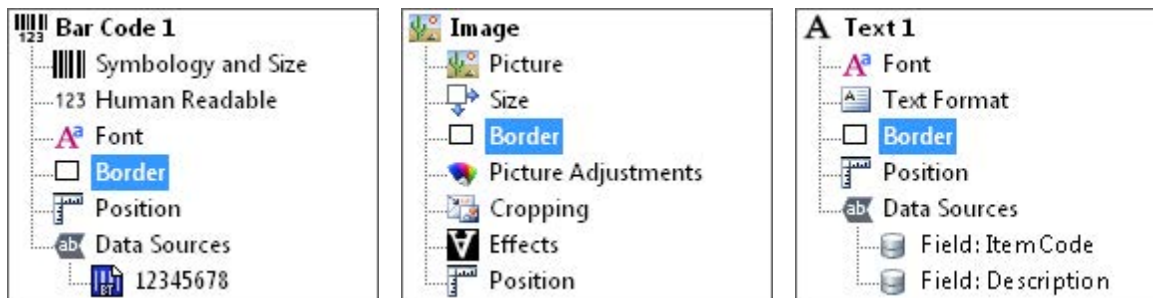 Bar Code 1
Symbology and Size
123 Human Readable
Font
Border
Position
Data Sources
12345678
Image
Picture
Size
Border
Picture Adjustments
Cropping
Effects
Position
A Text 1
Font
Text Format
Border
Position
ab Data Sources
Field: ItemCode
Field: Description